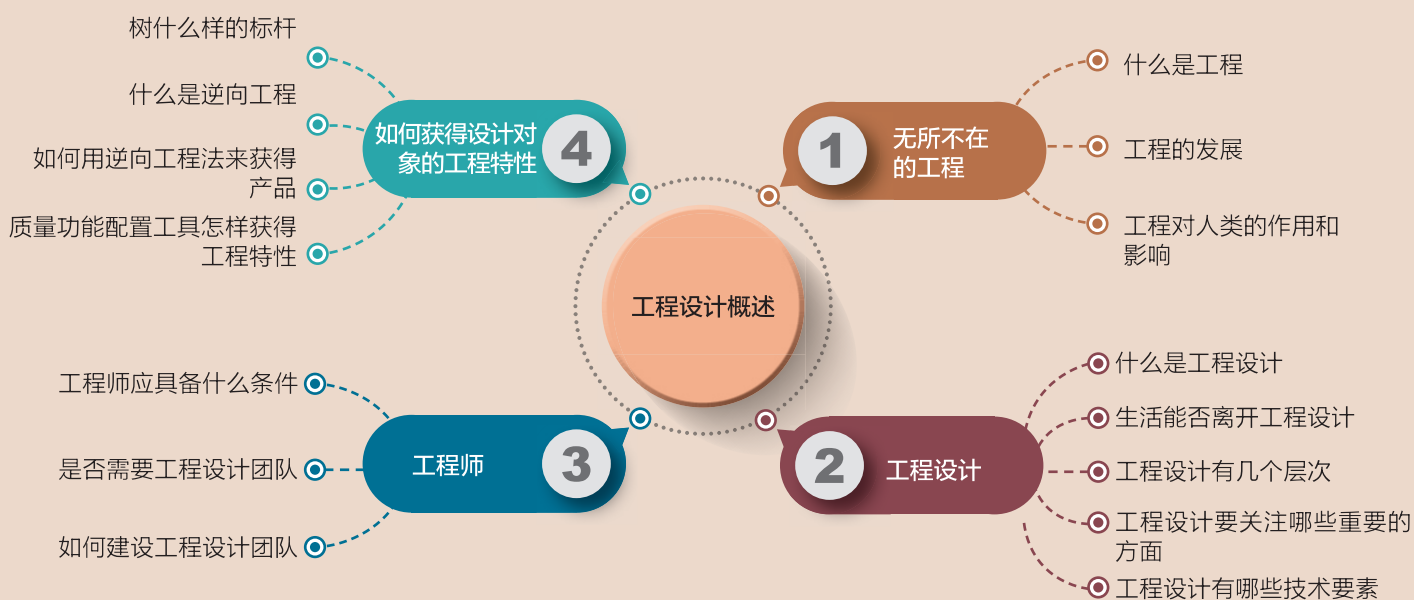 工程设计概述
1
无所不在
的工程
什么是工程
工程的发展
工程对人类的作用和
影响
2
工程设计
什么是工程设计
生活能否离开工程设计
工程设计有几个层次
工程设计要关注哪些重要的
方面
工程设计有哪些技术要素
3
工程师
工程师应具备什么条件
是否需要工程设计团队
如何建设工程设计团队
4
如何获得设计对
象的工程特性
树什么样的标杆
什么是逆向工程
如何用逆向工程法来获得
产品
质量功能配置工具怎样获得
工程特性